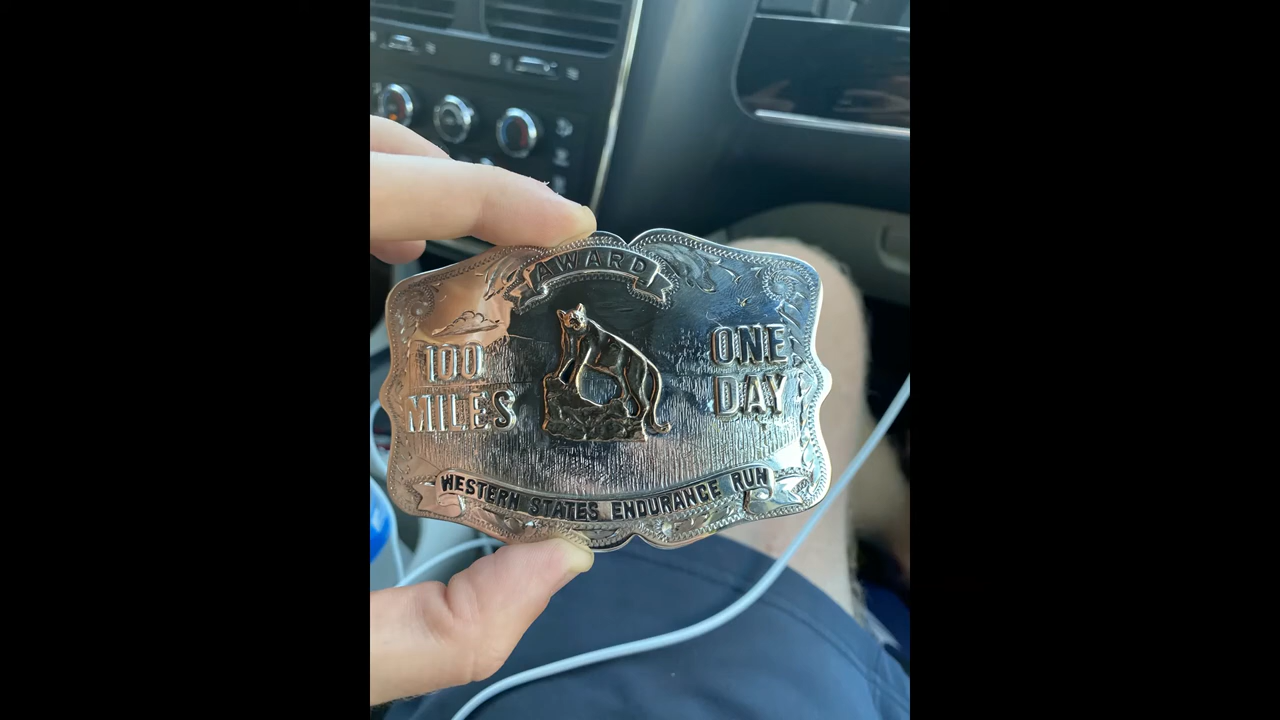 AWARD
100
MILES
ONE
DAY
WESTERN STATES ENDURANCE RUN